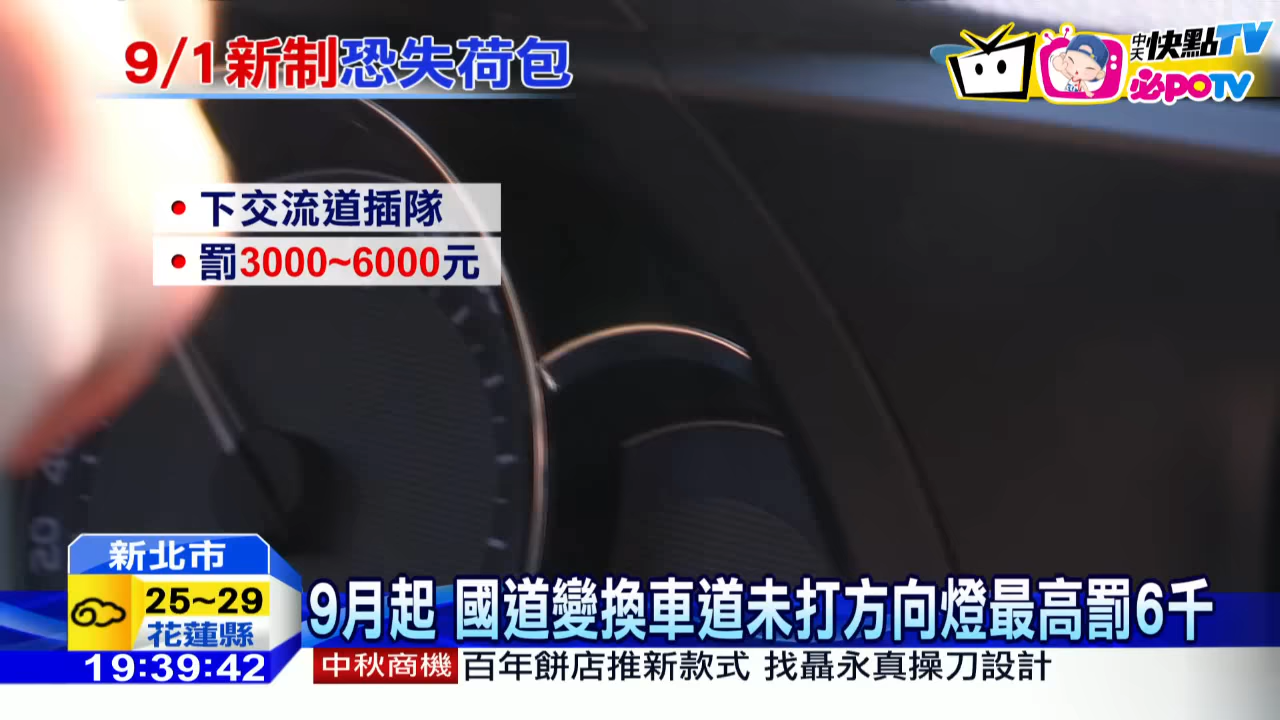 9/1新制恐失荷包
中天快點TV
必POTV
• 下交流道插隊
• 罰3000~6000元
20
新北市
25~29
花蓮縣
19:39:42
9月起 國道變換車道未打方向燈最高罰6千
中秋商機 百年餅店推新款式 找聶永真操刀設計